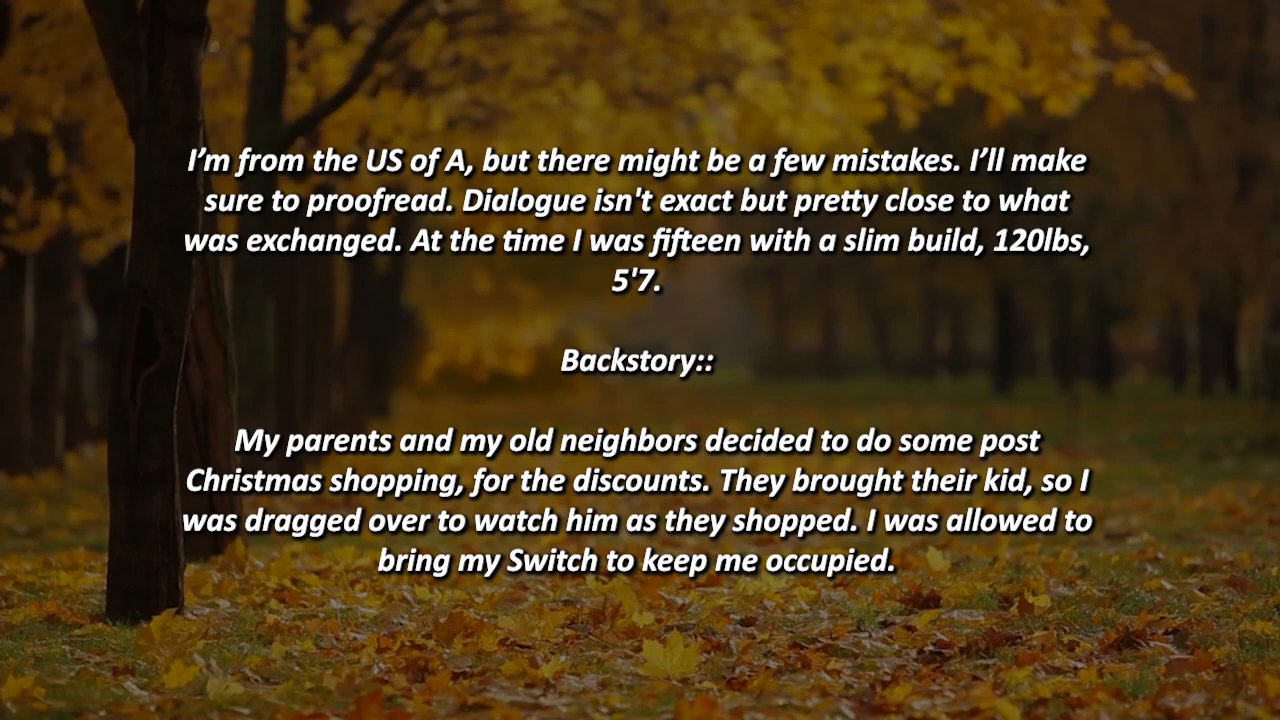 I’m from the US of A, but there might be a few mistakes. I’ll make
sure to proofread. Dialogue isn't exact but pretty close to what
was exchanged. At the time I was fifteen with a slim build, 120lbs,
5'7.
Backstory::
My parents and my old neighbors decided to do some post
Christmas shopping, for the discounts. They brought their kid, so I
was dragged over to watch him as they shopped. I was allowed to
bring my Switch to keep me occupied.